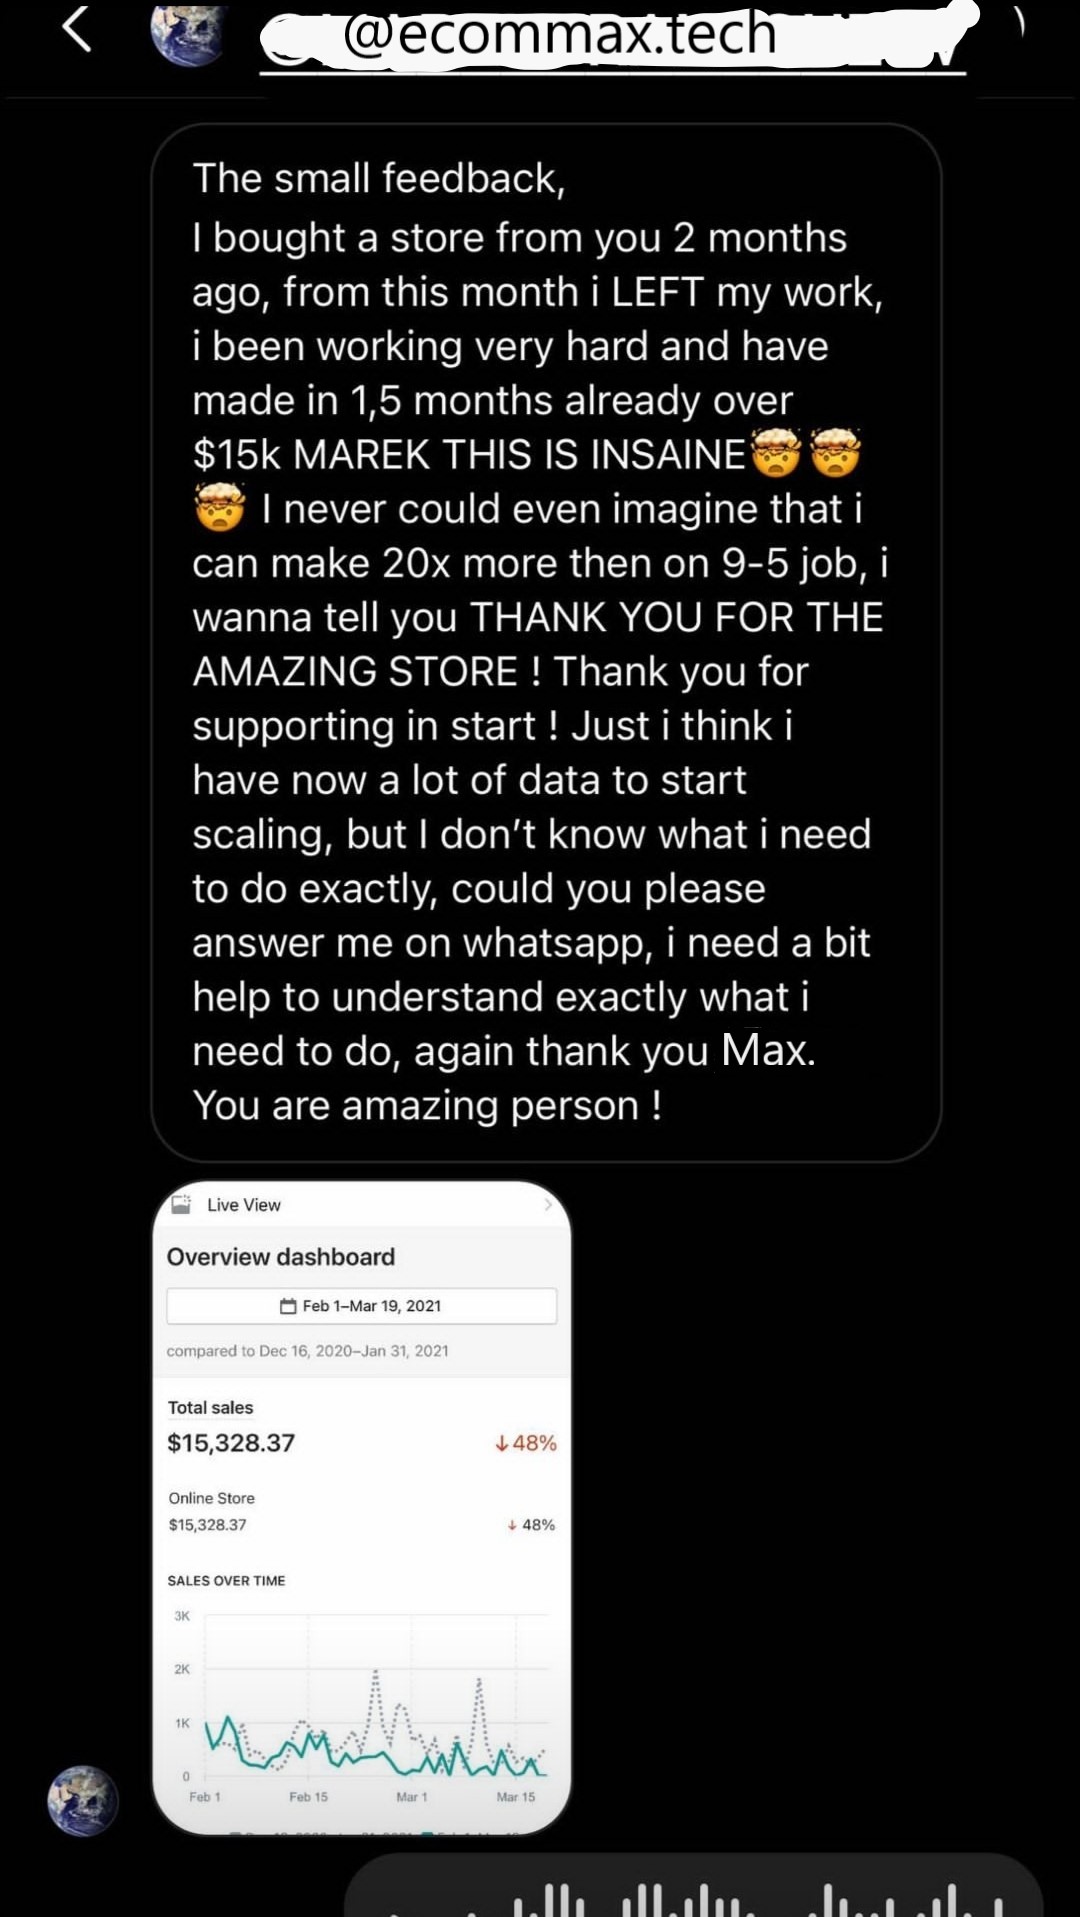 @ecommax.tech
The small feedback,
I bought a store from you 2 months
ago, from this month i LEFT my work,
i been working very hard and have
made in 1,5 months already over
$15k MAREK THIS IS INSAINE🤯🤯
🤯 I never could even imagine that i
can make 20x more then on 9-5 job, i
wanna tell you THANK YOU FOR THE
AMAZING STORE ! Thank you for
supporting in start ! Just i think i
have now a lot of data to start
scaling, but I don’t know what i need
to do exactly, could you please
answer me on whatsapp, i need a bit
help to understand exactly what i
need to do, again thank you Max.
You are amazing person !
Live View
Overview dashboard
Feb 1–Mar 19, 2021
compared to Dec 16, 2020–Jan 31, 2021
Total sales
$15,328.37 ↓48%
Online Store
$15,328.37 ↓ 48%
SALES OVER TIME
3K
2K
1K
0
Feb 1 Feb 15 Mar 1 Mar 15